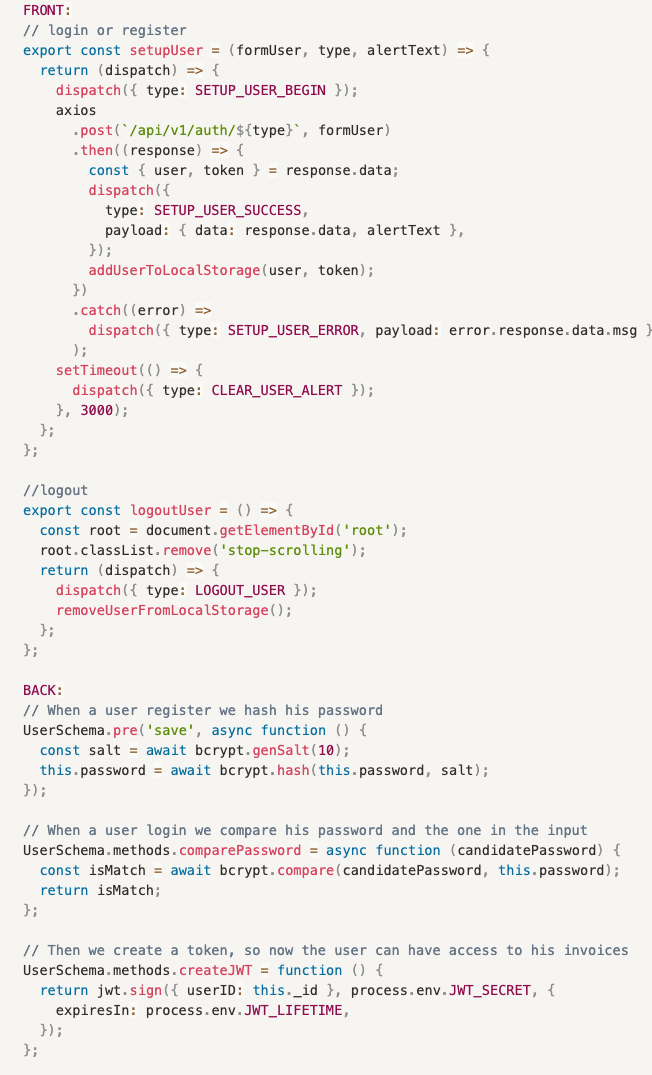 FRONT:
// login or register
export const setupUser = (formUser, type, alertText) => {
  return (dispatch) => {
    dispatch({ type: SETUP_USER_BEGIN });
    axios
      .post(`/api/v1/auth/${type}`, formUser)
      .then((response) => {
        const { user, token } = response.data;
        dispatch({
          type: SETUP_USER_SUCCESS,
          payload: { data: response.data, alertText },
        });
        addUserToLocalStorage(user, token);
      })
      .catch((error) =>
        dispatch({ type: SETUP_USER_ERROR, payload: error.response.data.msg }
      );
    setTimeout(() => {
      dispatch({ type: CLEAR_USER_ALERT });
    }, 3000);
  };
};

//logout
export const logoutUser = () => {
  const root = document.getElementById('root');
  root.classList.remove('stop-scrolling');
  return (dispatch) => {
    dispatch({ type: LOGOUT_USER });
    removeUserFromLocalStorage();
  };
};

BACK:
// When a user register we hash his password
UserSchema.pre('save', async function () {
  const salt = await bcrypt.genSalt(10);
  this.password = await bcrypt.hash(this.password, salt);
});

// When a user login we compare his password and the one in the input
UserSchema.methods.comparePassword = async function (candidatePassword) {
  const isMatch = await bcrypt.compare(candidatePassword, this.password);
  return isMatch;
};

// Then we create a token, so now the user can have access to his invoices
UserSchema.methods.createJWT = function () {
  return jwt.sign({ userID: this._id }, process.env.JWT_SECRET, {
    expiresIn: process.env.JWT_LIFETIME,
  });
};